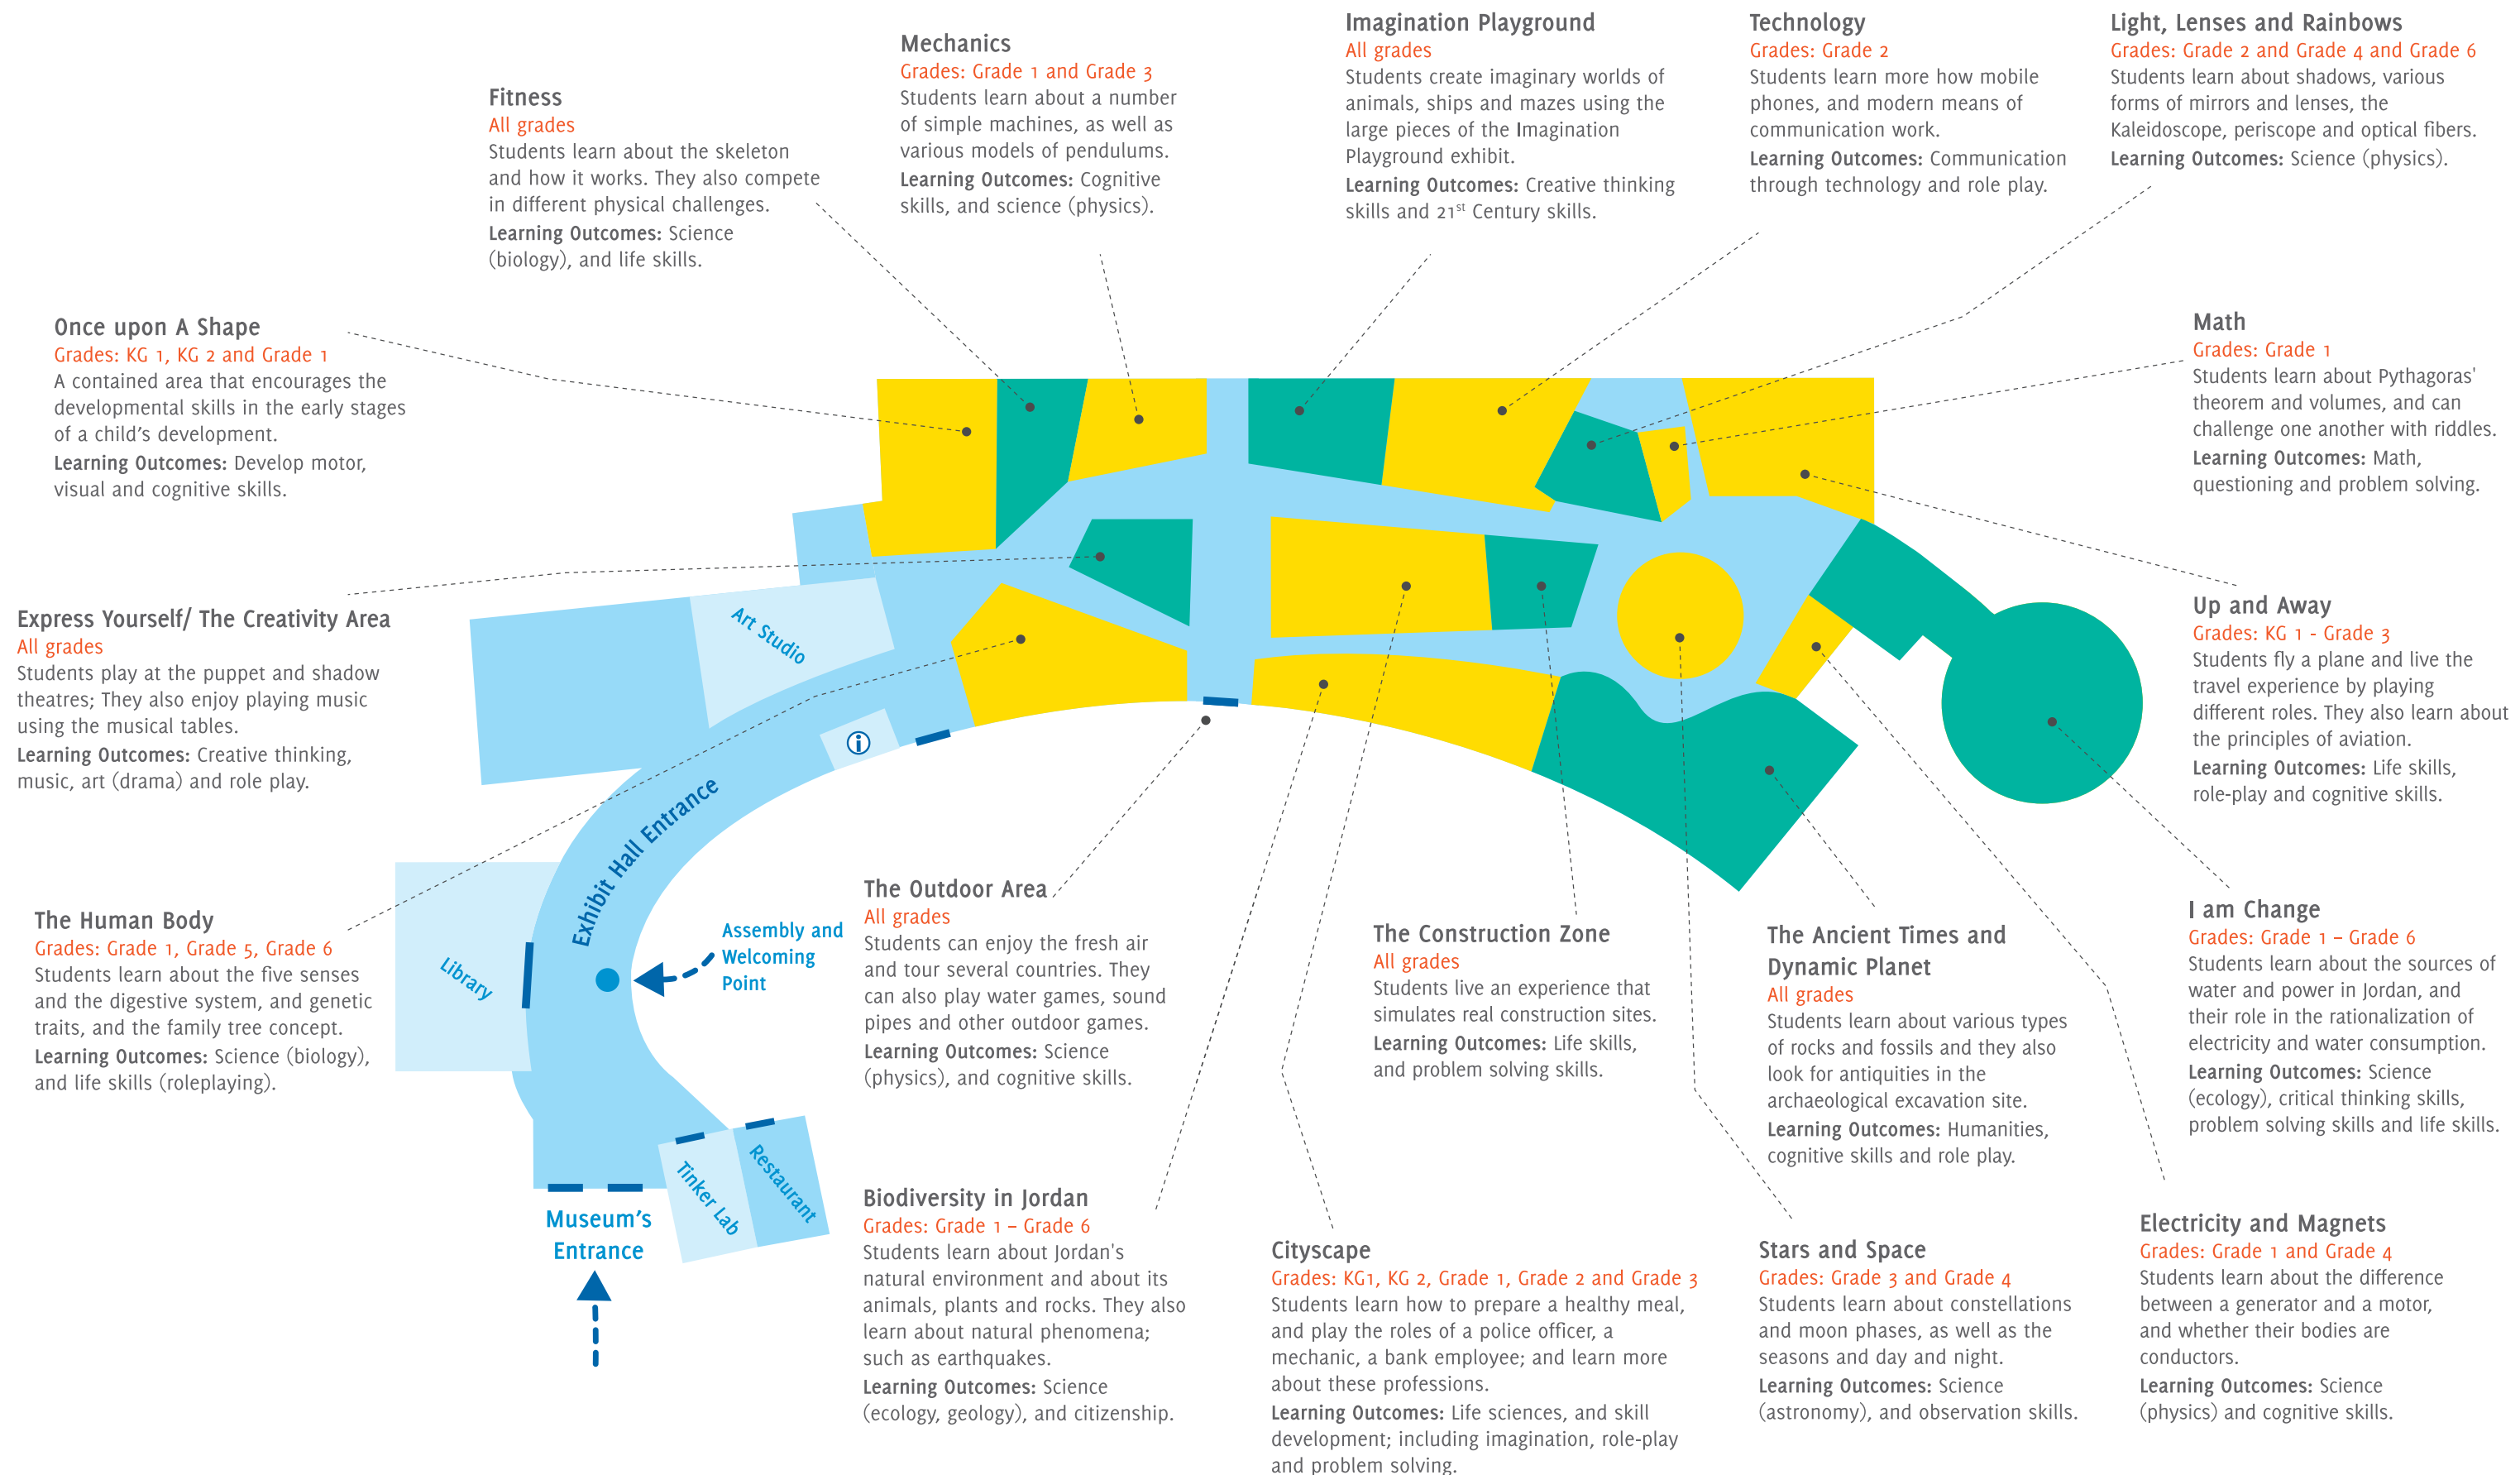 Fitness
All grades
Students learn about the skeleton
and how it works. They also compete
in different physical challenges.
Learning Outcomes: Science
(biology), and life skills.
Mechanics
Grades: Grade 1 and Grade 3
Students learn about a number
of simple machines, as well as
various models of pendulums.
Learning Outcomes: Cognitive
skills, and science (physics).
Imagination Playground
All grades
Students create imaginary worlds of
animals, ships and mazes using the
large pieces of the Imagination
Playground exhibit.
Learning Outcomes: Creative thinking
skills and 21st Century skills.
Technology
Grades: Grade 2
Students learn more how mobile
phones, and modern means of
communication work.
Learning Outcomes: Communication
through technology and role play.
Light, Lenses and Rainbows
Grades: Grade 2 and Grade 4 and Grade 6
Students learn about shadows, various
forms of mirrors and lenses, the
Kaleidoscope, periscope and optical fibers.
Learning Outcomes: Science (physics).
Once upon A Shape
Grades: KG 1, KG 2 and Grade 1
A contained area that encourages the
developmental skills in the early stages
of a child’s development.
Learning Outcomes: Develop motor,
visual and cognitive skills.
Math
Grades: Grade 1
Students learn about Pythagoras'
theorem and volumes, and can
challenge one another with riddles.
Learning Outcomes: Math,
questioning and problem solving.
Express Yourself/ The Creativity Area
All grades
Students play at the puppet and shadow
theatres; They also enjoy playing music
using the musical tables.
Learning Outcomes: Creative thinking,
music, art (drama) and role play.
Art Studio
Up and Away
Grades: KG 1 - Grade 3
Students fly a plane and live the
travel experience by playing
different roles. They also learn about
the principles of aviation.
Learning Outcomes: Life skills,
role-play and cognitive skills.
i
Exhibit Hall Entrance
The Human Body
Grades: Grade 1, Grade 5, Grade 6
Students learn about the five senses
and the digestive system, and genetic
traits, and the family tree concept.
Learning Outcomes: Science (biology),
and life skills (roleplaying).
Library
Assembly and
Welcoming
Point
The Outdoor Area
All grades
Students can enjoy the fresh air
and tour several countries. They
can also play water games, sound
pipes and other outdoor games.
Learning Outcomes: Science
(physics), and cognitive skills.
The Construction Zone
All grades
Students live an experience that
simulates real construction sites.
Learning Outcomes: Life skills,
and problem solving skills.
The Ancient Times and
Dynamic Planet
All grades
Students learn about various types
of rocks and fossils and they also
look for antiquities in the
archaeological excavation site.
Learning Outcomes: Humanities,
cognitive skills and role play.
I am Change
Grades: Grade 1 – Grade 6
Students learn about the sources of
water and power in Jordan, and
their role in the rationalization of
electricity and water consumption.
Learning Outcomes: Science
(ecology), critical thinking skills,
problem solving skills and life skills.
Tinker Lab
Restaurant
Museum’s
Entrance
Biodiversity in Jordan
Grades: Grade 1 – Grade 6
Students learn about Jordan's
natural environment and about its
animals, plants and rocks. They also
learn about natural phenomena;
such as earthquakes.
Learning Outcomes: Science
(ecology, geology), and citizenship.
Cityscape
Grades: KG1, KG 2, Grade 1, Grade 2 and Grade 3
Students learn how to prepare a healthy meal,
and play the roles of a police officer, a
mechanic, a bank employee; and learn more
about these professions.
Learning Outcomes: Life sciences, and skill
development; including imagination, role-play
and problem solving.
Stars and Space
Grades: Grade 3 and Grade 4
Students learn about constellations
and moon phases, as well as the
seasons and day and night.
Learning Outcomes: Science
(astronomy), and observation skills.
Electricity and Magnets
Grades: Grade 1 and Grade 4
Students learn about the difference
between a generator and a motor,
and whether their bodies are
conductors.
Learning Outcomes: Science
(physics) and cognitive skills.